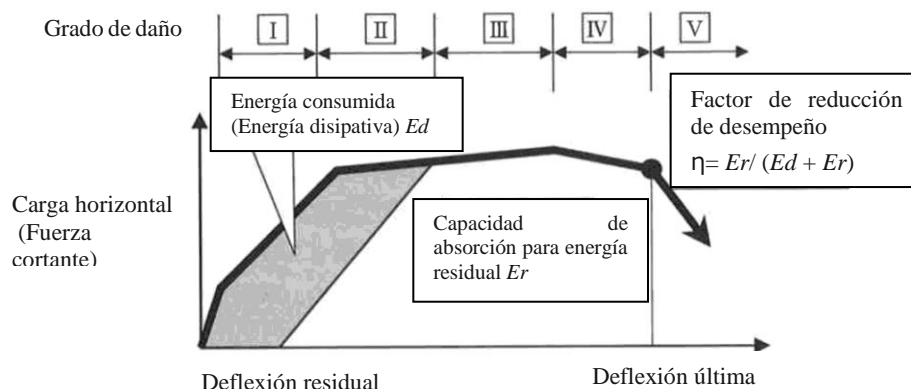 Grado de daño
I II III IV V
Energía consumida
(Energía disipativa) Ed
Factor de reducción
de desempeño
η= Er/ (Ed + Er)
Carga horizontal
(Fuerza
cortante)
Capacidad de
absorción para energía
residual Er
Deflexión residual
Deflexión última